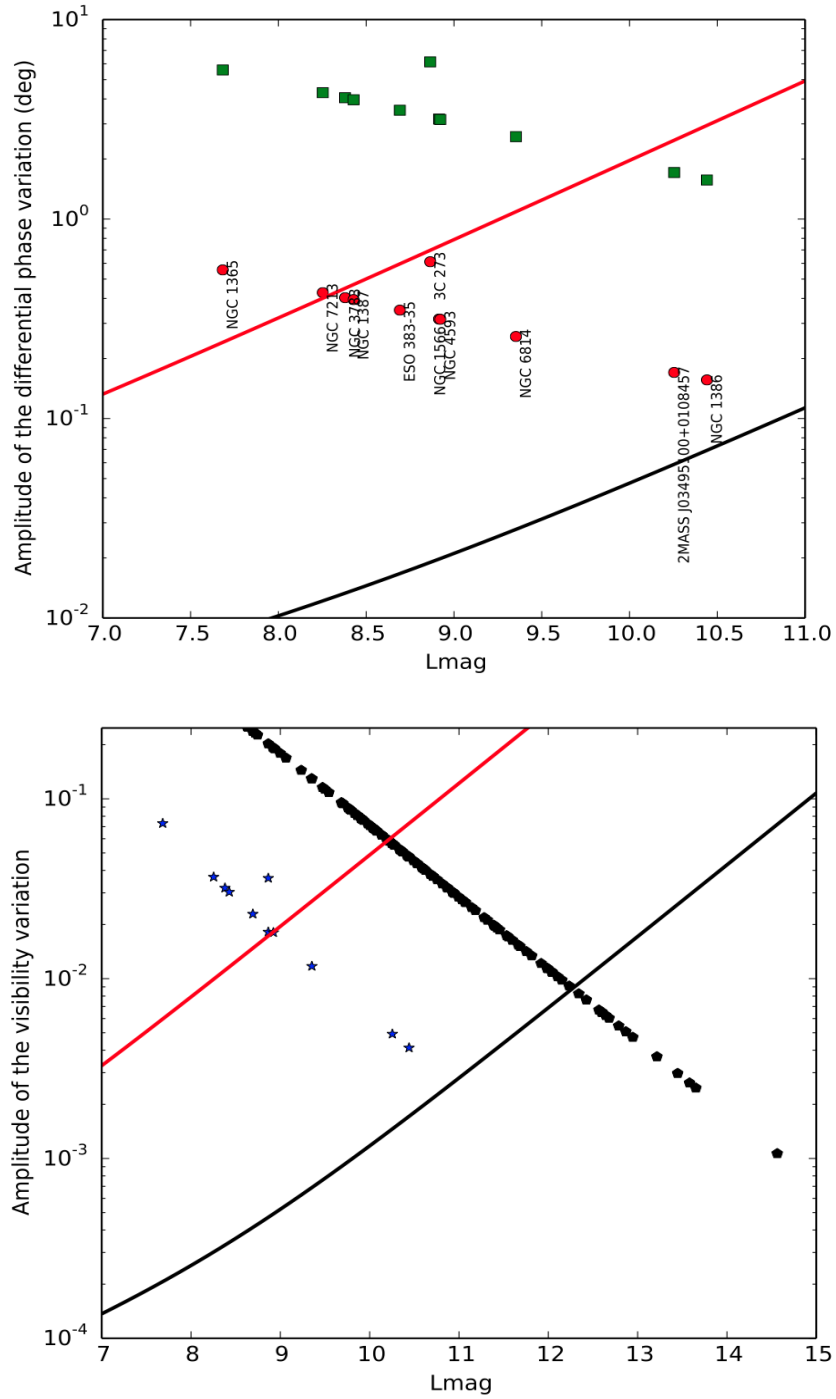 Amplitude of the differential phase variation (deg)
10^1
10^0
10^-1
10^-2
NGC 1365
NGC 7213
NGC 3783
NGC 1387
ESO 383-35
3C 273
NGC 1566
NGC 4593
NGC 6814
2MASS J03495 00+0108457
NGC 1386
7.0 7.5 8.0 8.5 9.0 9.5 10.0 10.5 11.0
Lmag
Amplitude of the visibility variation
10^-1
10^-2
10^-3
10^-4
7 8 9 10 11 12 13 14 15
Lmag